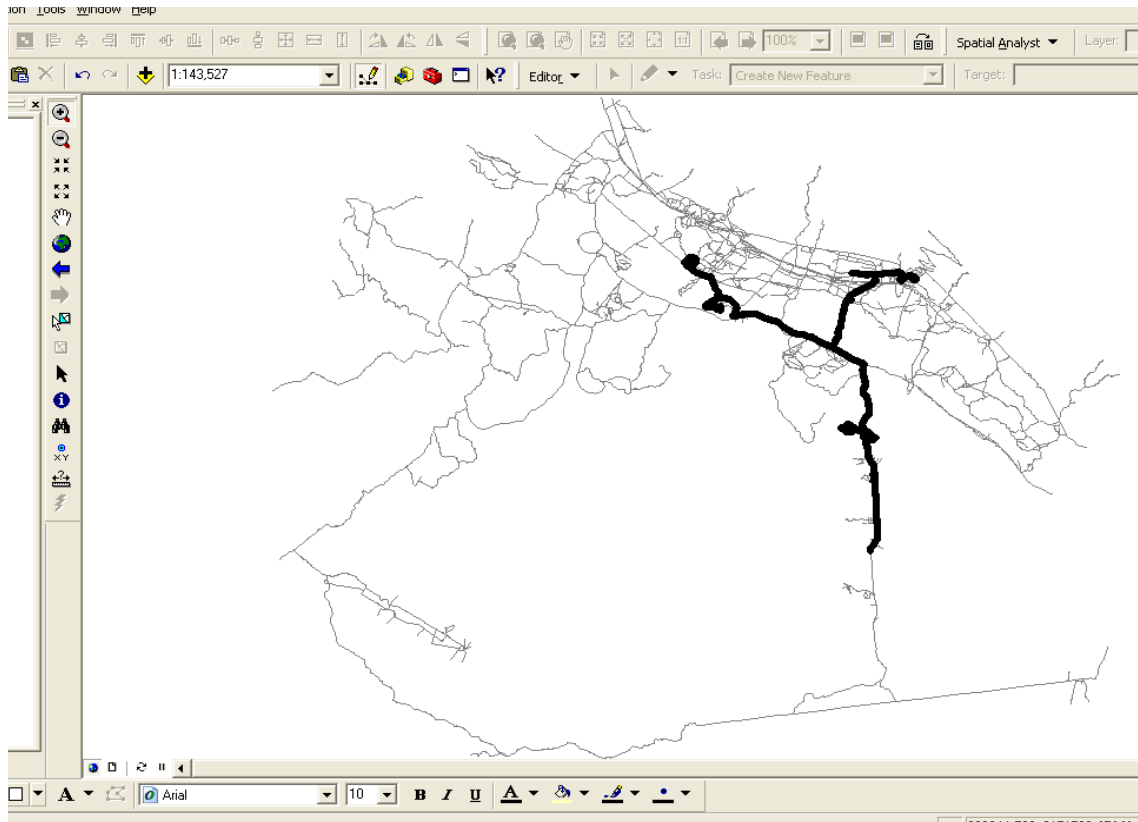 Tools Window Help
100% Spatial Analyst Layer:
1:143,527 Editor Task: Create New Feature Target:
Arial 10 B I U A